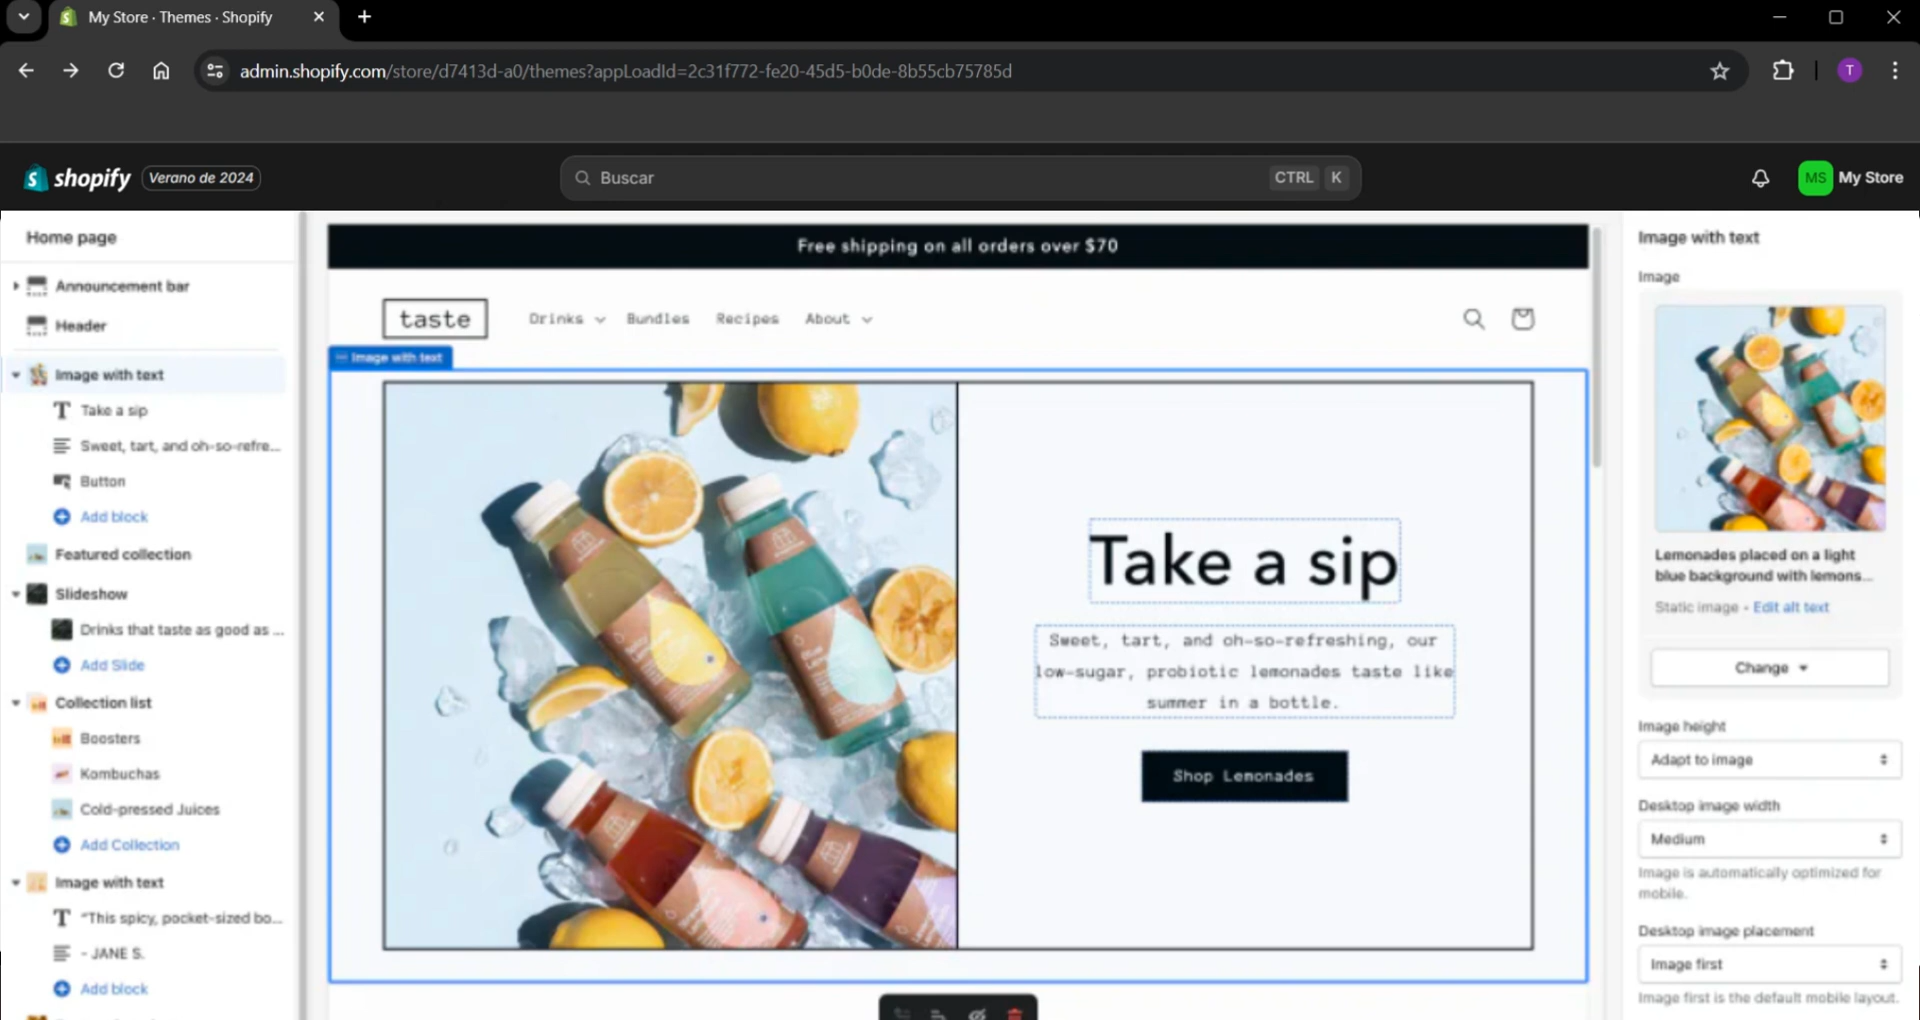 My Store · Themes · Shopify
admin.shopify.com/store/d7413d-a0/themes?appLoadId=2c31f772-fe20-45d5-b0de-8b55cb75785d
T
shopify
Verano de 2024
Buscar
CTRL K
MS
My Store
Home page
Announcement bar
Header
Image with text
Take a sip
Sweet, tart, and oh-so-refre...
Button
Add block
Featured collection
Slideshow
Drinks that taste as good as ...
Add Slide
Collection list
Boosters
Kombuchas
Cold-pressed Juices
Add Collection
Image with text
"This spicy, pocket-sized bo...
- JANE S.
Add block
Free shipping on all orders over $70
taste
Drinks
Bundles
Recipes
About
Image with text
Take a sip
Sweet, tart, and oh-so-refreshing, our
low-sugar, probiotic lemonades taste like
summer in a bottle.
Shop Lemonades
Image with text
Image
Lemonades placed on a light
blue background with lemons...
Static image • Edit alt text
Change
Image height
Adapt to image
Desktop image width
Medium
Image is automatically optimized for
mobile.
Desktop image placement
Image first
Image first is the default mobile layout.